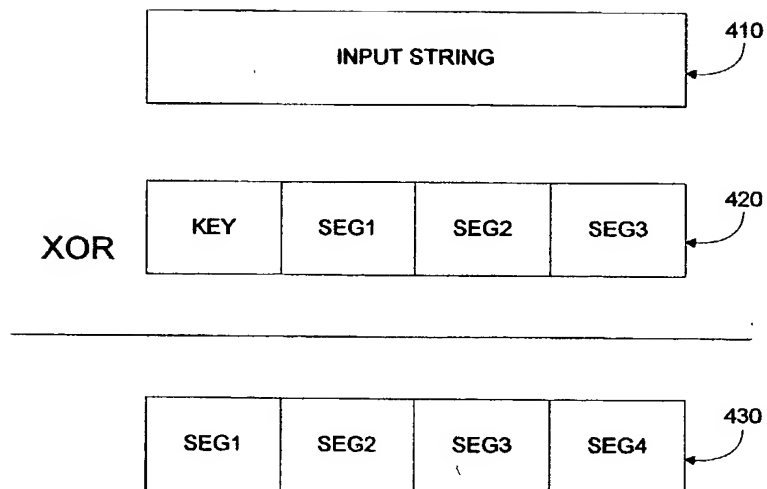 INPUT STRING
410
XOR
KEY SEG1 SEG2 SEG3
420
SEG1 SEG2 SEG3 SEG4
430